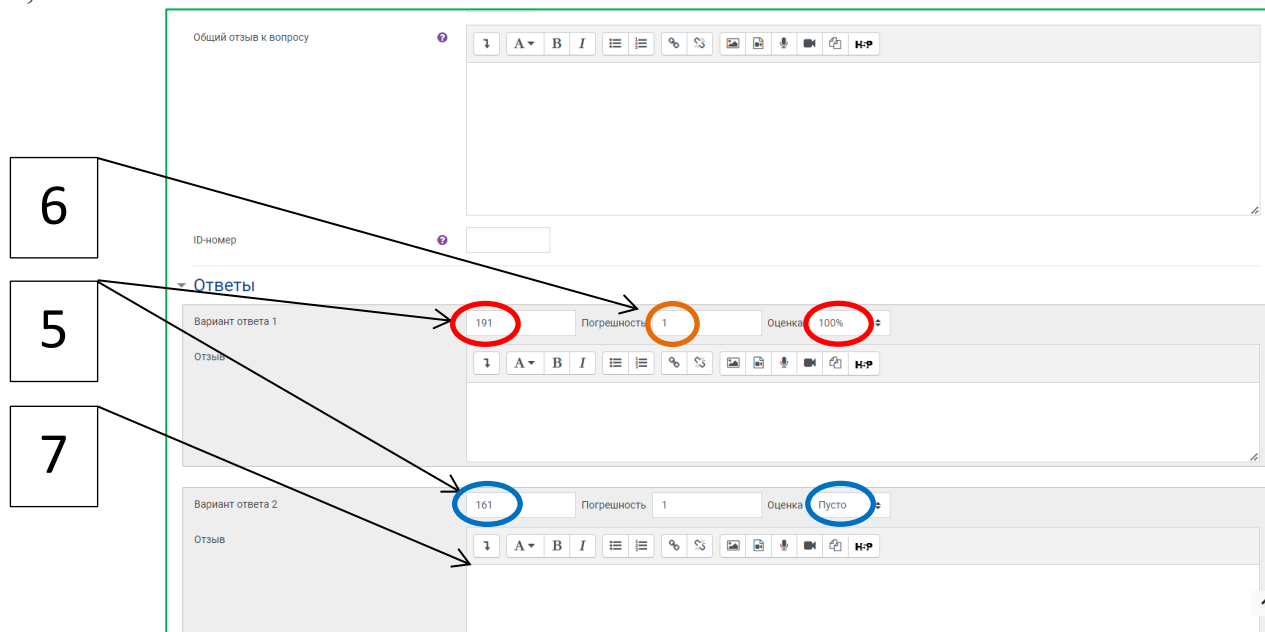 Общий отзыв к вопросу
A B I H-P
6
ID-номер
Ответы
5
Вариант ответа 1 191 Погрешность 1 Оценка 100%
Отзыв
A B I H-P
7
Вариант ответа 2 161 Погрешность 1 Оценка Пусто
Отзыв
A B I H-P